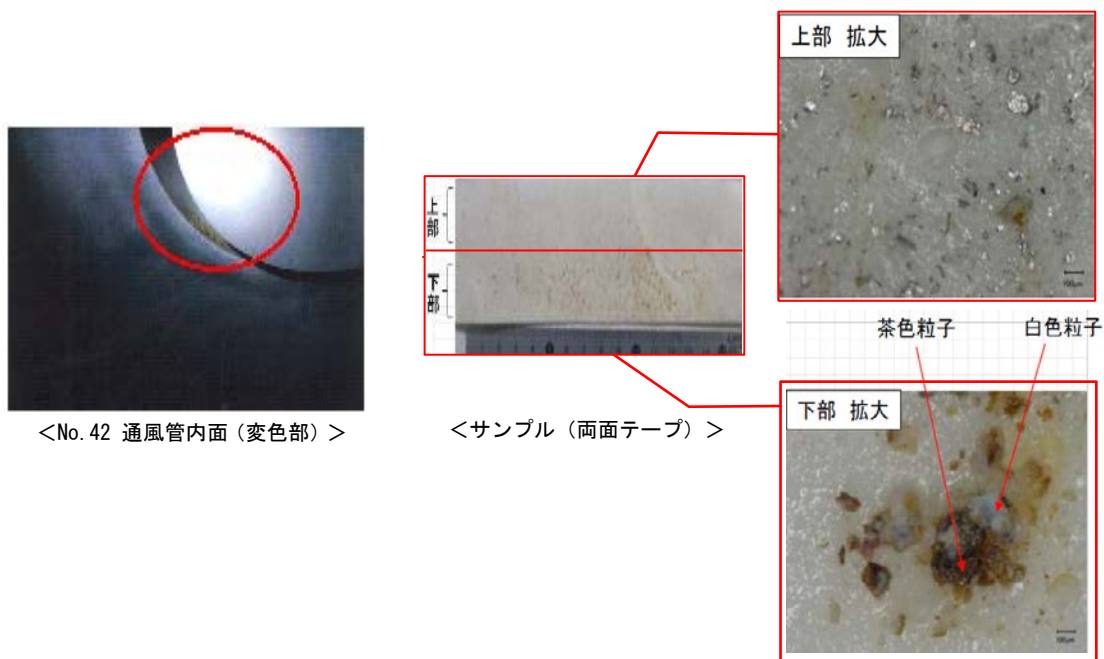 上部 拡大
上部
下部
茶色粒子
白色粒子
下部 拡大
<No.42 通風管内面(変色部)>
<サンプル(両面テープ)>
100μm
100μm